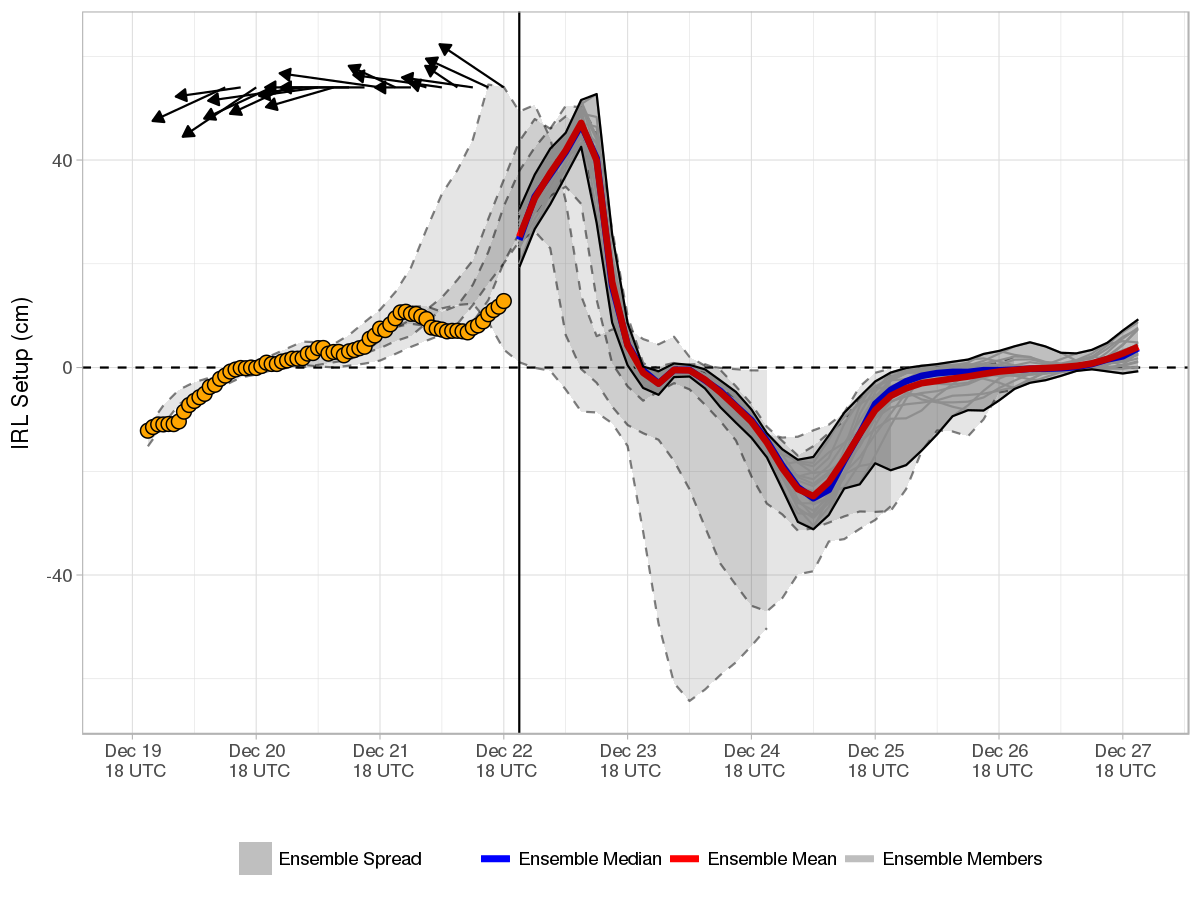 IRL Setup (cm)
40
0
-40
Dec 19 Dec 20 Dec 21 Dec 22 Dec 23 Dec 24 Dec 25 Dec 26 Dec 27
18 UTC 18 UTC 18 UTC 18 UTC 18 UTC 18 UTC 18 UTC 18 UTC 18 UTC
Ensemble Spread Ensemble Median Ensemble Mean Ensemble Members